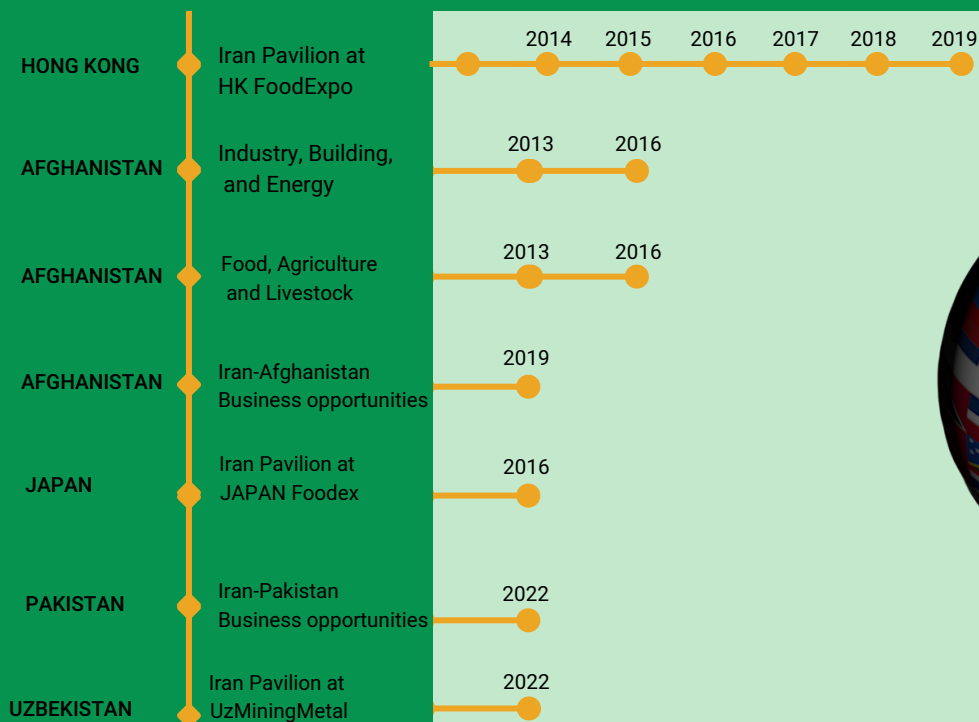 HONG KONG
Iran Pavilion at
HK FoodExpo
2014 2015 2016 2017 2018 2019
AFGHANISTAN
Industry, Building,
and Energy
2013 2016
AFGHANISTAN
Food, Agriculture
and Livestock
2013 2016
AFGHANISTAN
Iran-Afghanistan
Business opportunities
2019
JAPAN
Iran Pavilion at
JAPAN Foodex
2016
PAKISTAN
Iran-Pakistan
Business opportunities
2022
UZBEKISTAN
Iran Pavilion at
UzMiningMetal
2022